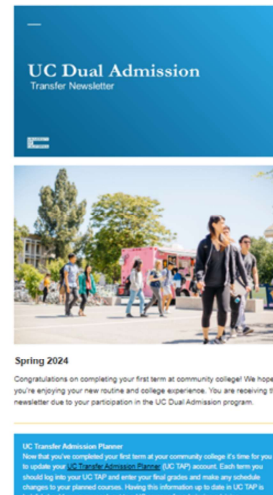 UC Dual Admission
Transfer Newsletter
Spring 2024
Congratulations on completing your first term at community college! We hope
you're enjoying your new routine and college experience. You are receiving
newsletter due to your participation in the UC Dual Admission program.
UC Transfer Admission Planner
Now that you've completed your first term at your community college it's time for you
to update your UC Transfer Admission Planner (UC TAP) account. Each term you
should log into your UC TAP and enter your final grades and make any schedule
changes to your planned courses. Having this information up to date in UC TAP is